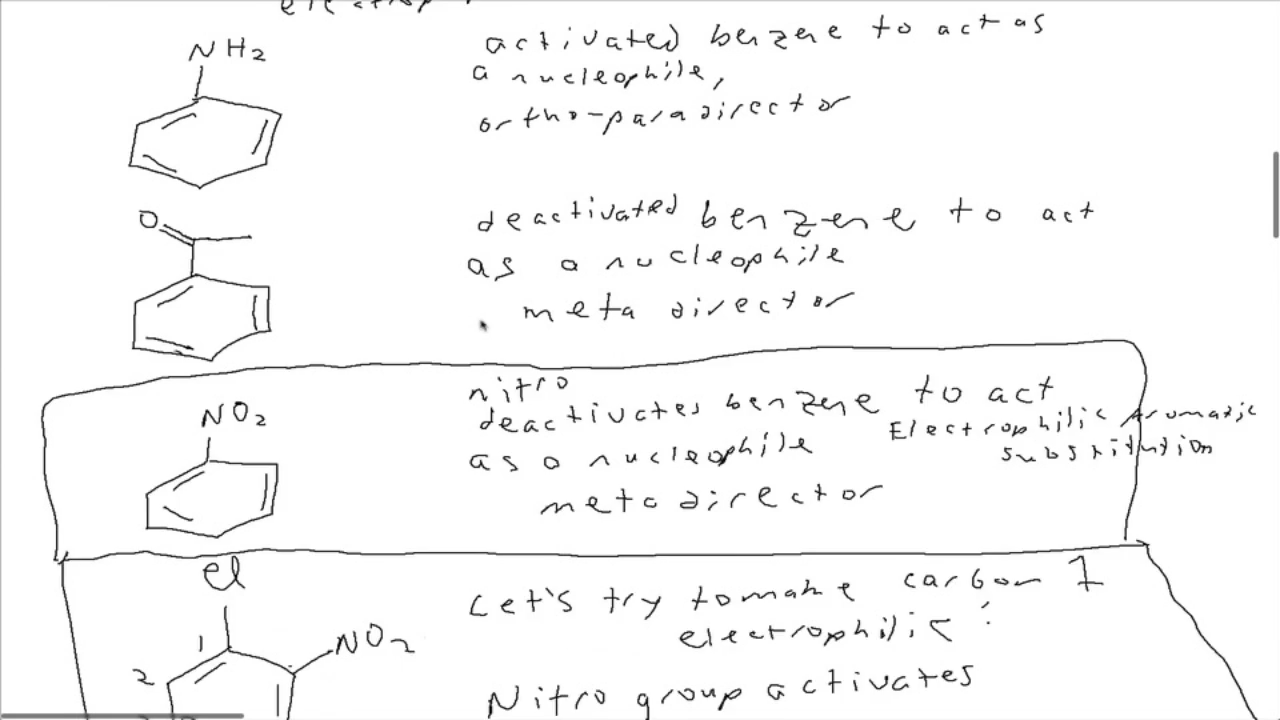 NH2
activated benzene to act as
a nucleophile,
ortho-para director
O
deactivated benzene to act
as a nucleophile
meta director
nitro
NO2
deactivates benzene to act
Electrophilic Aromatic
as a nucleophile
substitution
meta director
Cl
Let's try to make carbon 1
electrophilic:
1
NO2
2
Nitro group activates